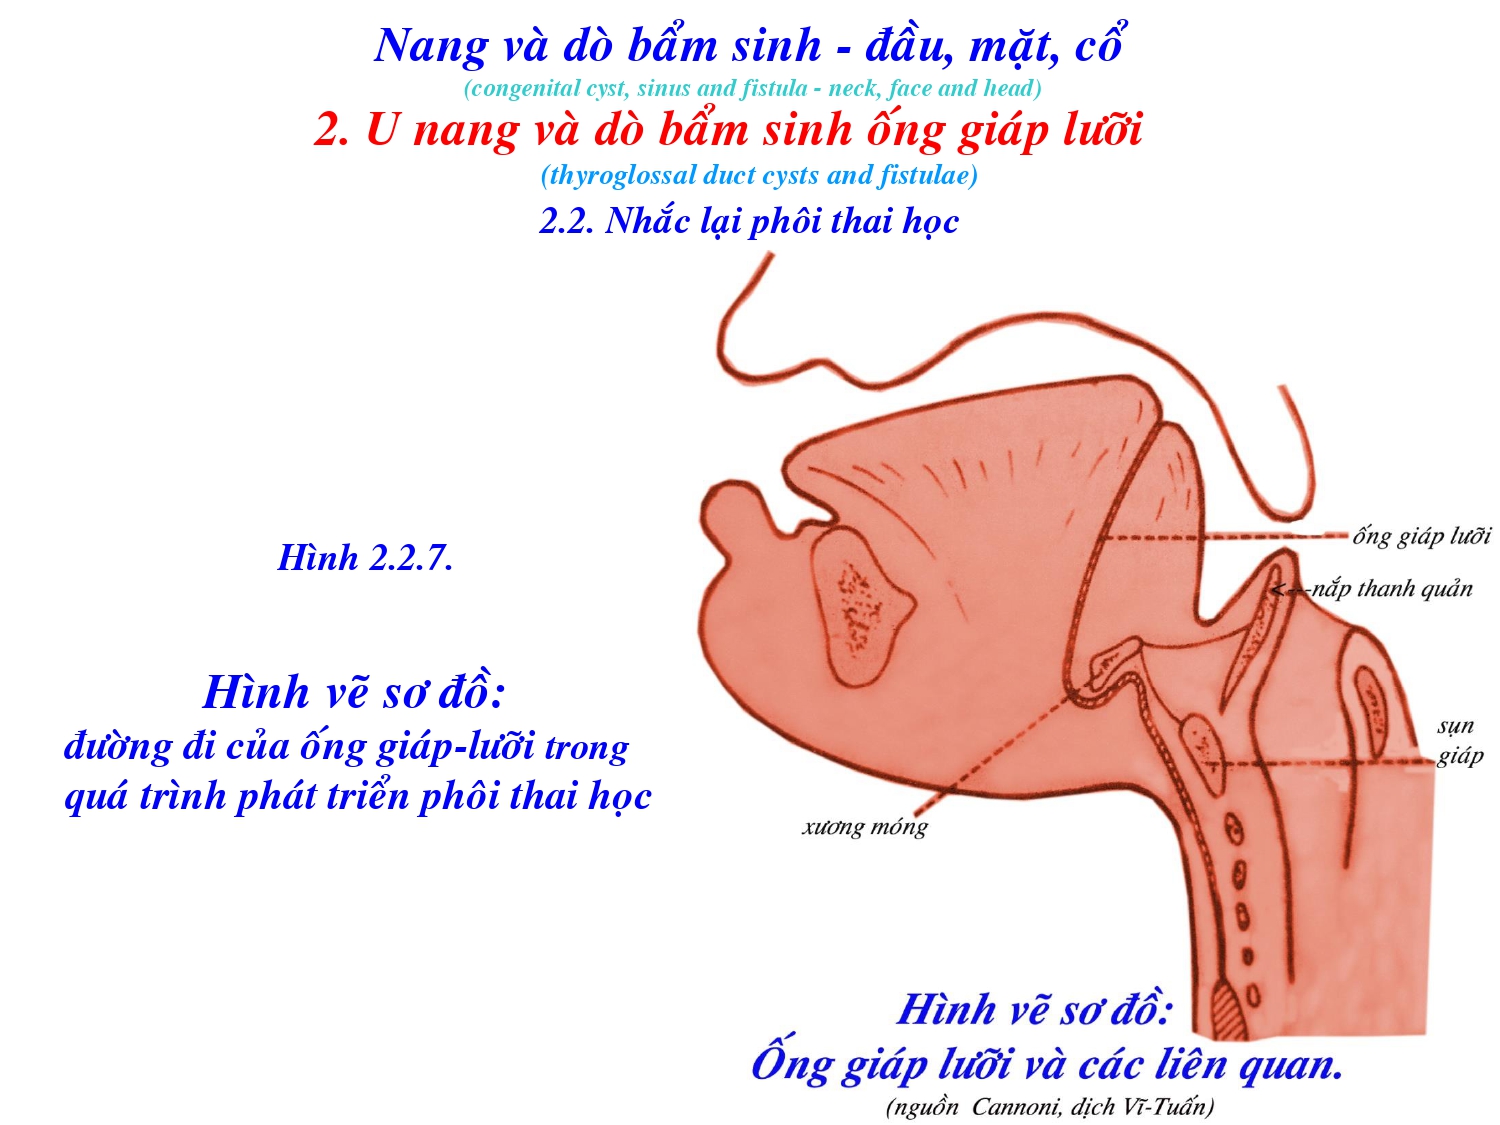 Nang và dò bẩm sinh - đầu, mặt, cổ
(congenital cyst, sinus and fistula - neck, face and head)
2. U nang và dò bẩm sinh ống giáp lưỡi
(thyroglossal duct cysts and fistulae)
2.2. Nhắc lại phôi thai học
ống giáp lưỡi
<---nắp thanh quản
Hình 2.2.7.
Hình vẽ sơ đồ:
đường đi của ống giáp-lưỡi trong
quá trình phát triển phôi thai học
sụn
giáp
xương móng
Hình vẽ sơ đồ:
Ống giáp lưỡi và các liên quan.
(nguồn Cannoni, dịch Vĩ-Tuấn)